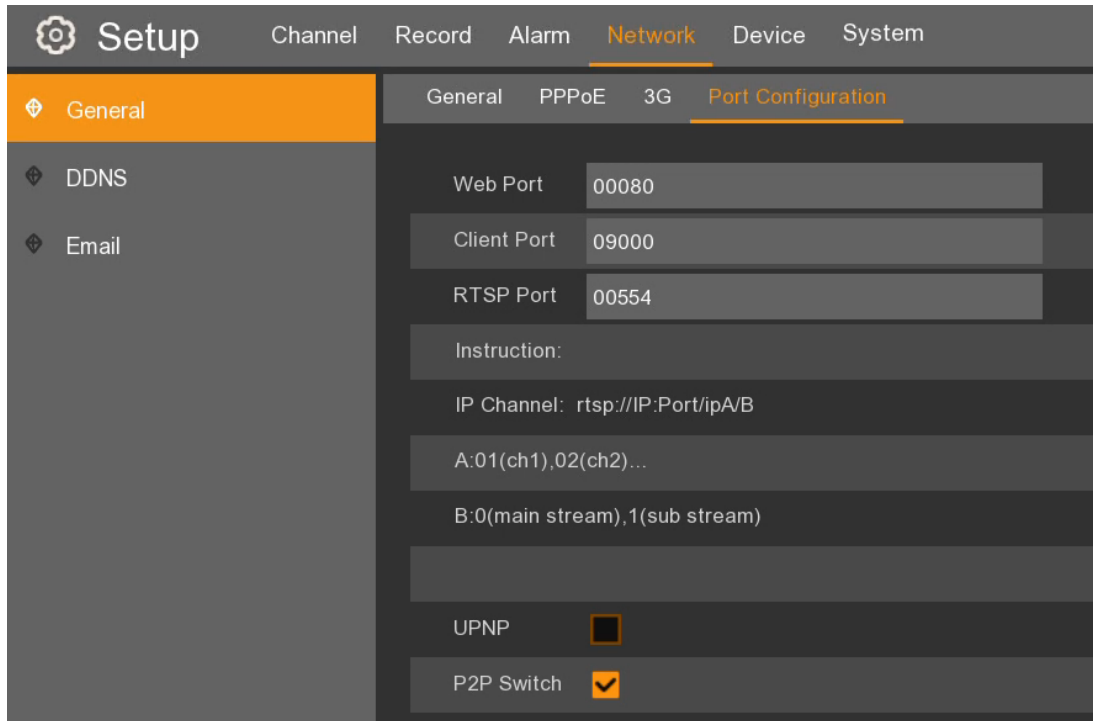 Setup Channel Record Alarm Network Device System
General PPPoE 3G Port Configuration
General
DDNS
Email
Web Port 00080
Client Port 09000
RTSP Port 00554
Instruction:
IP Channel: rtsp://IP:Port/ipA/B
A:01(ch1),02(ch2)...
B:0(main stream),1(sub stream)
UPNP
P2P Switch